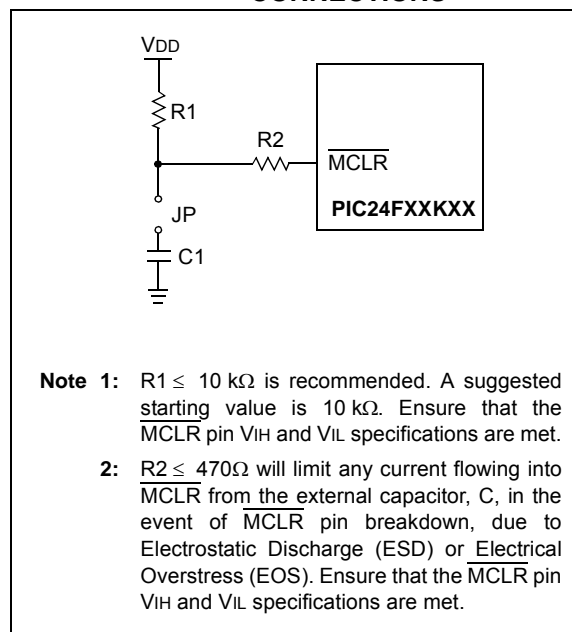 CONNECTIONS
VDD
R1
R2
MCLR
JP
PIC24FXXKXX
C1
Note 1: R1 ≤ 10 kΩ is recommended. A suggested
starting value is 10 kΩ. Ensure that the
MCLR pin VIH and VIL specifications are met.
2: R2 ≤ 470Ω will limit any current flowing into
MCLR from the external capacitor, C, in the
event of MCLR pin breakdown, due to
Electrostatic Discharge (ESD) or Electrical
Overstress (EOS). Ensure that the MCLR pin
VIH and VIL specifications are met.